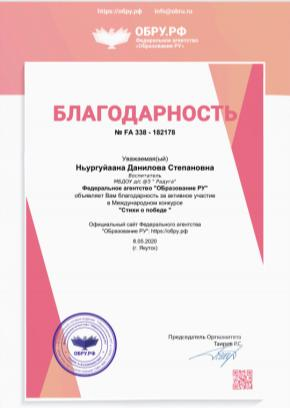 https://обру.рф info@obru.ru
ОБРУ.РФ
Федеральное агентство
«Образование РУ»
БЛАГОДАРНОСТЬ
№ FA 338 - 182178
Уважаемая(ый)
Ньургуйаана Данилова Степановна
Воспитатель
МБДОУ д/с №5 " Радуга"
Федеральное агентство "Образование РУ"
объявляет Вам благодарность за активное участие
в Международном конкурсе
"Стихи о победе "
Официальный сайт Федерального агентства
"Образование РУ": https://обру.рф
8.05.2020
(г. Якутск)
Председатель Оргкомитета
Таиров Р.С.
ОБРУ.РФ